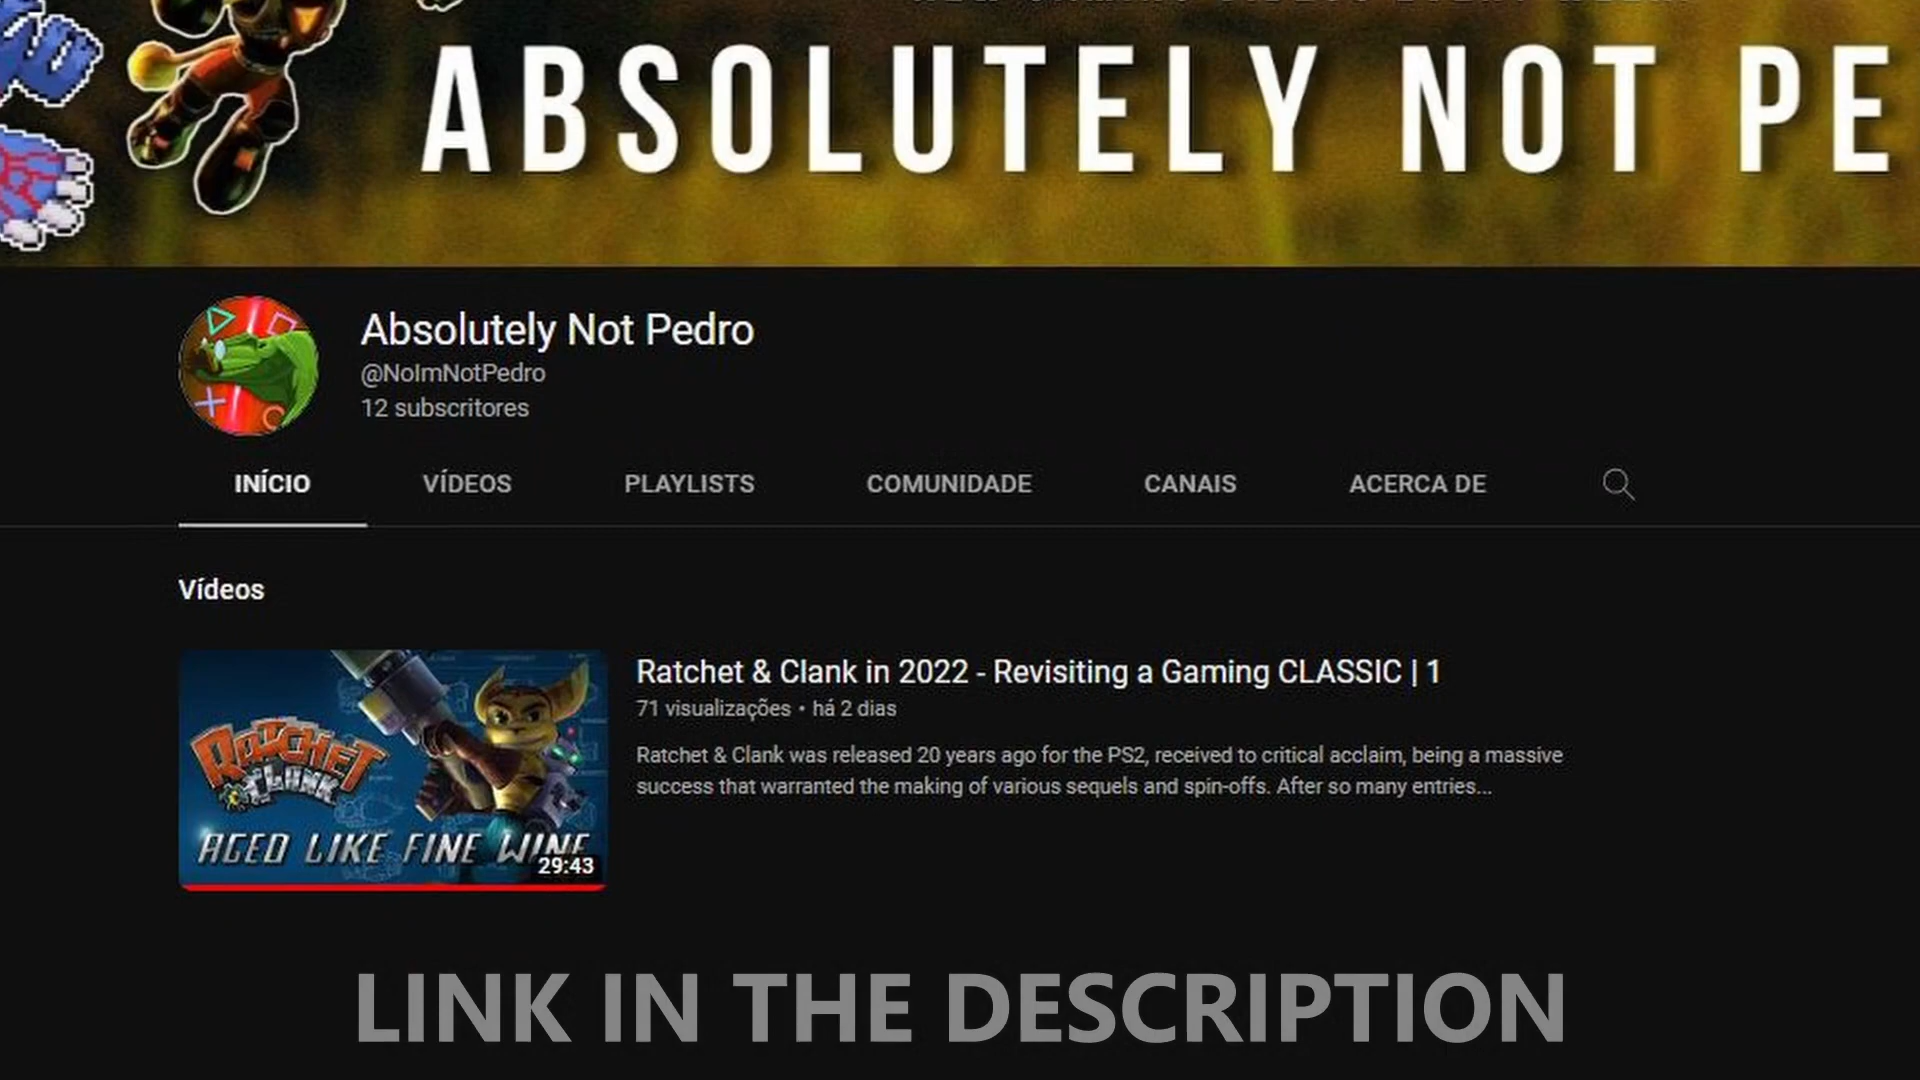 ABSOLUTELY NOT PE
Absolutely Not Pedro
@NoImNotPedro
12 subscritores
INÍCIO VÍDEOS PLAYLISTS COMUNIDADE CANAIS ACERCA DE
Vídeos
Ratchet & Clank in 2022 - Revisiting a Gaming CLASSIC | 1
71 visualizações • há 2 dias
Ratchet & Clank was released 20 years ago for the PS2, received to critical acclaim, being a massive
success that warranted the making of various sequels and spin-offs. After so many entries...
RATCHET
& CLANK
AGED LIKE FINE WINE
29:43
LINK IN THE DESCRIPTION